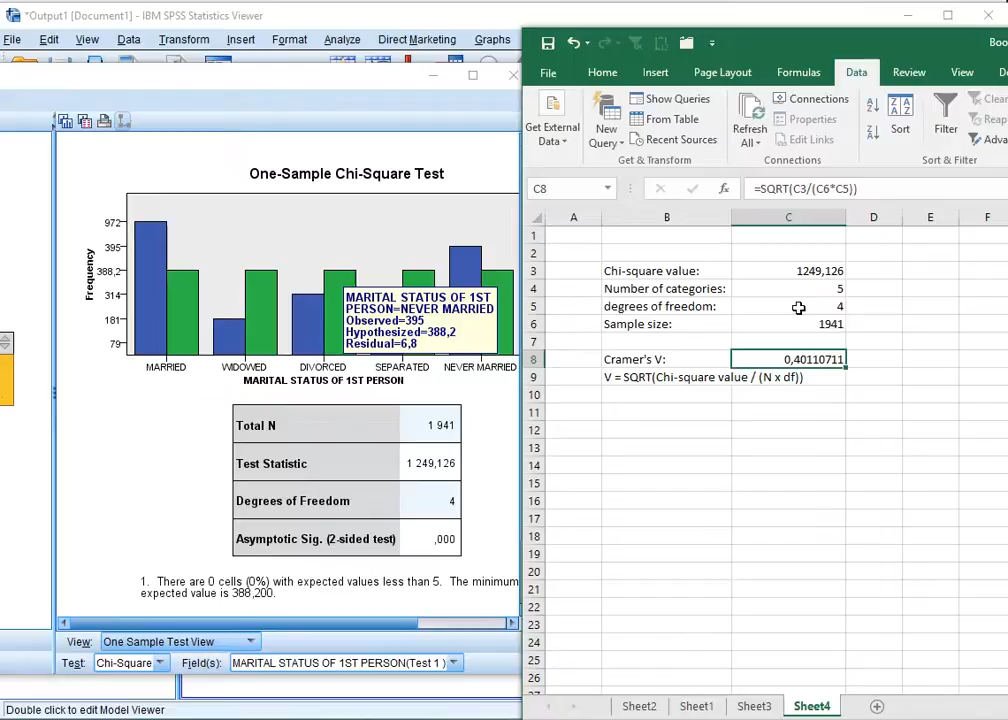 *Output1 [Document1] - IBM SPSS Statistics Viewer
File Edit View Data Transform Insert Format Analyze Direct Marketing Graphs
One-Sample Chi-Square Test
Frequency
972
395
388,2
314
181
79
MARITAL STATUS OF 1ST
PERSON=NEVER MARRIED
Observed=395
Hypothesized=388,2
Residual=6,8
MARRIED WIDOWED DIVORCED SEPARATED NEVER MARRIED
MARITAL STATUS OF 1ST PERSON
Total N 1 941
Test Statistic 1 249,126
Degrees of Freedom 4
Asymptotic Sig. (2-sided test) ,000
1. There are 0 cells (0%) with expected values less than 5. The minimum
expected value is 388,200.
View: One Sample Test View
Test: Chi-Square Field(s): MARITAL STATUS OF 1ST PERSON(Test 1 )
Double click to edit Model Viewer
Boo
File Home Insert Page Layout Formulas Data Review View De
Get External
Data
New
Query
Show Queries
From Table
Recent Sources
Get & Transform
Refresh
All
Connections
Properties
Edit Links
Connections
Sort
Filter
Clear
Reap
Adva
Sort & Filter
C8 fx =SQRT(C3/(C6*C5))
A B C D E F
1
2
3 Chi-square value: 1249,126
4 Number of categories: 5
5 degrees of freedom: 4
6 Sample size: 1941
7
8 Cramer's V: 0,40110711
9 V = SQRT(Chi-square value / (N x df))
10
11
12
13
14
15
16
17
18
19
20
21
22
23
24
25
26
27
Sheet2 Sheet1 Sheet3 Sheet4